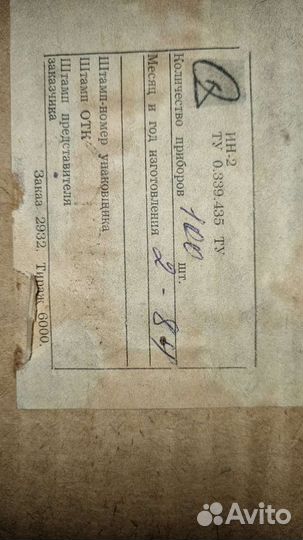 ИН-2
ТУ 0.339.435 ТУ
Количество приборов 100 шт.
Месяц и год изготовления 2-84
Штамп-номер упаковщика
Штамп ОТК
Штамп представителя
заказчика
Заказ 2932. Тираж 6000.
Avito